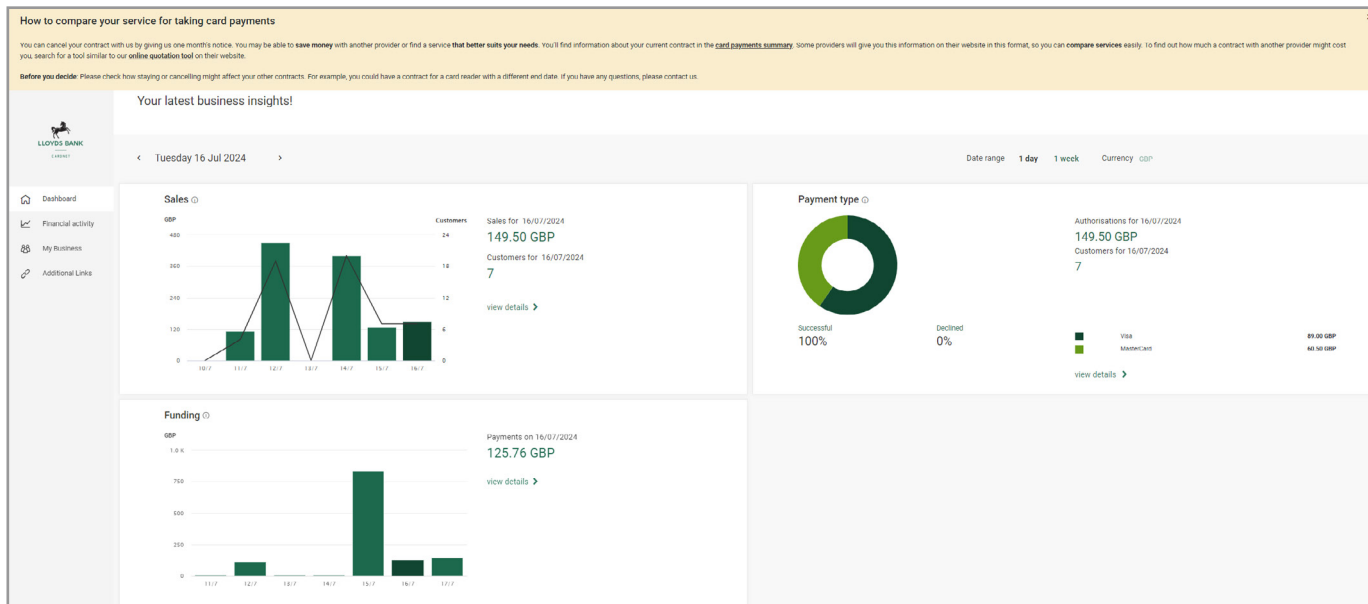 How to compare your service for taking card payments
You can cancel your contract with us by giving us one month's notice. You may be able to save money with another provider or find a service that better suits your needs. You'll find information about your current contract in the card payments summary. Some providers will give you this information on their website in this format, so you can compare services easily. To find out how much a contract with another provider might cost
you, search for a tool similar to our online quotation tool on their website.
Before you decide: Please check how staying or cancelling might affect your other contracts. For example, you could have a contract for a card reader with a different end date. If you have any questions, please contact us.
Your latest business insights!
LLOYDS BANK
CARDNET
Tuesday 16 Jul 2024
Date range 1 day 1 week Currency GBP
Dashboard
Financial activity
My Business
Additional Links
Sales
GBP
Customers
480
360
240
120
0
24
18
12
6
0
10/7 11/7 12/7 13/7 14/7 15/7 16/7
Sales for 16/07/2024
149.50 GBP
Customers for 16/07/2024
7
view details
Payment type
Successful
100%
Declined
0%
Authorisations for 16/07/2024
149.50 GBP
Customers for 16/07/2024
7
Visa 89.00 GBP
MasterCard 60.50 GBP
view details
Funding
GBP
1.0 K
750
500
250
0
11/7 12/7 13/7 14/7 15/7 16/7 17/7
Payments on 16/07/2024
125.76 GBP
view details